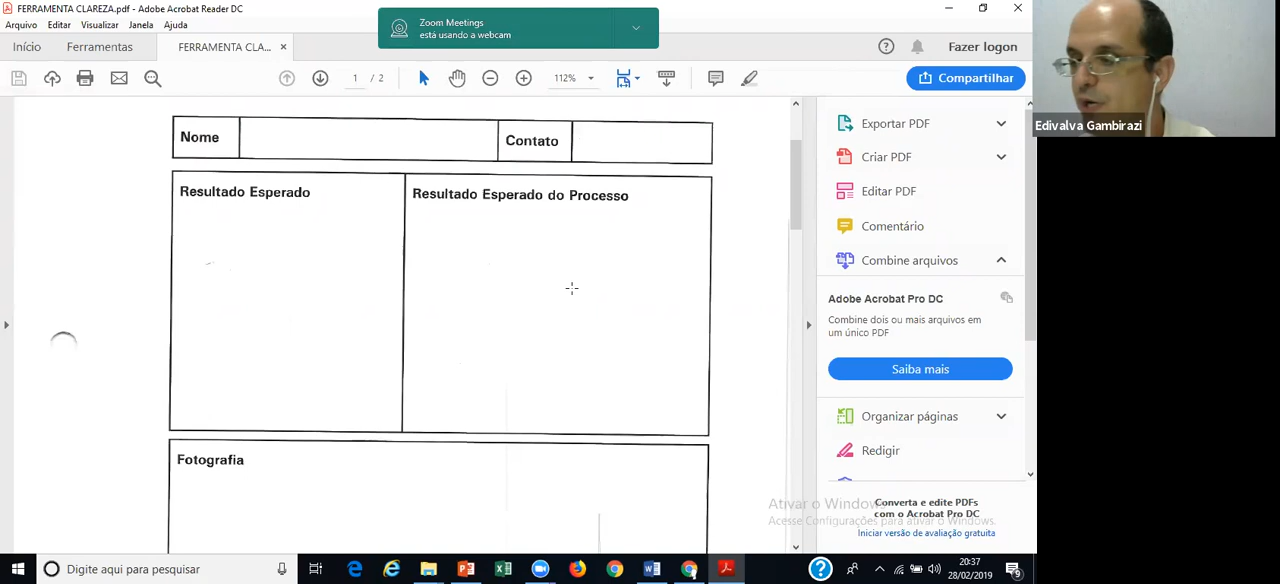 FERRAMENTA CLAREZA.pdf - Adobe Acrobat Reader DC
Arquivo Editar Visualizar Janela Ajuda
Zoom Meetings
está usando a webcam
Início Ferramentas FERRAMENTA CLA... × Fazer logon
1 / 2 112% Compartilhar
Edivalva Gambirazi
Nome Contato
Resultado Esperado Resultado Esperado do Processo
Fotografia
Exportar PDF
Criar PDF
Editar PDF
Comentário
Combine arquivos
Adobe Acrobat Pro DC
Combine dois ou mais arquivos em
um único PDF
Saiba mais
Organizar páginas
Redigir
Converta e edite PDFs
com o Acrobat Pro DC
Iniciar versão de avaliação gratuita
Ativar o Windows
Acesse Configurações para ativar o Windows.
Digite aqui para pesquisar
20:37
28/02/2019
9